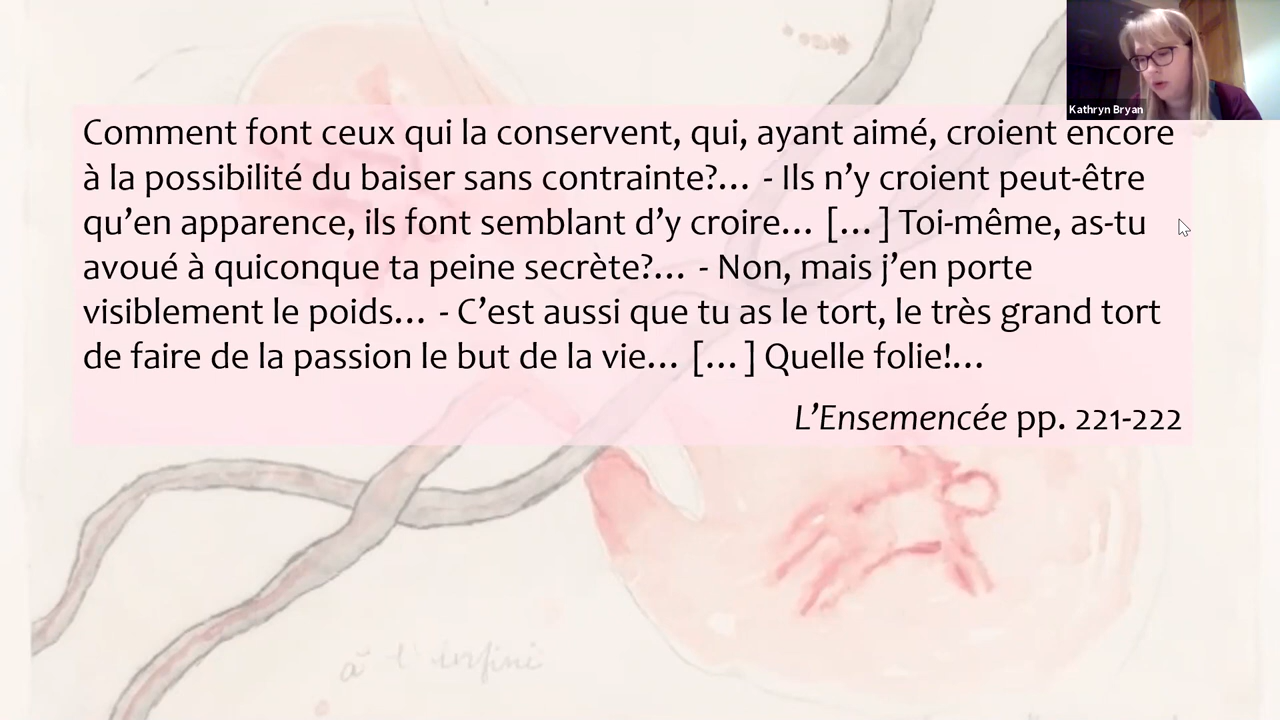 Kathryn Bryan
Comment font ceux qui la conservent, qui, ayant aimé, croient encore
à la possibilité du baiser sans contrainte?… - Ils n’y croient peut-être
qu’en apparence, ils font semblant d’y croire… […] Toi-même, as-tu
avoué à quiconque ta peine secrète?… - Non, mais j’en porte
visiblement le poids… - C’est aussi que tu as le tort, le très grand tort
de faire de la passion le but de la vie… […] Quelle folie!…
L’Ensemencée pp. 221-222
à l'infini